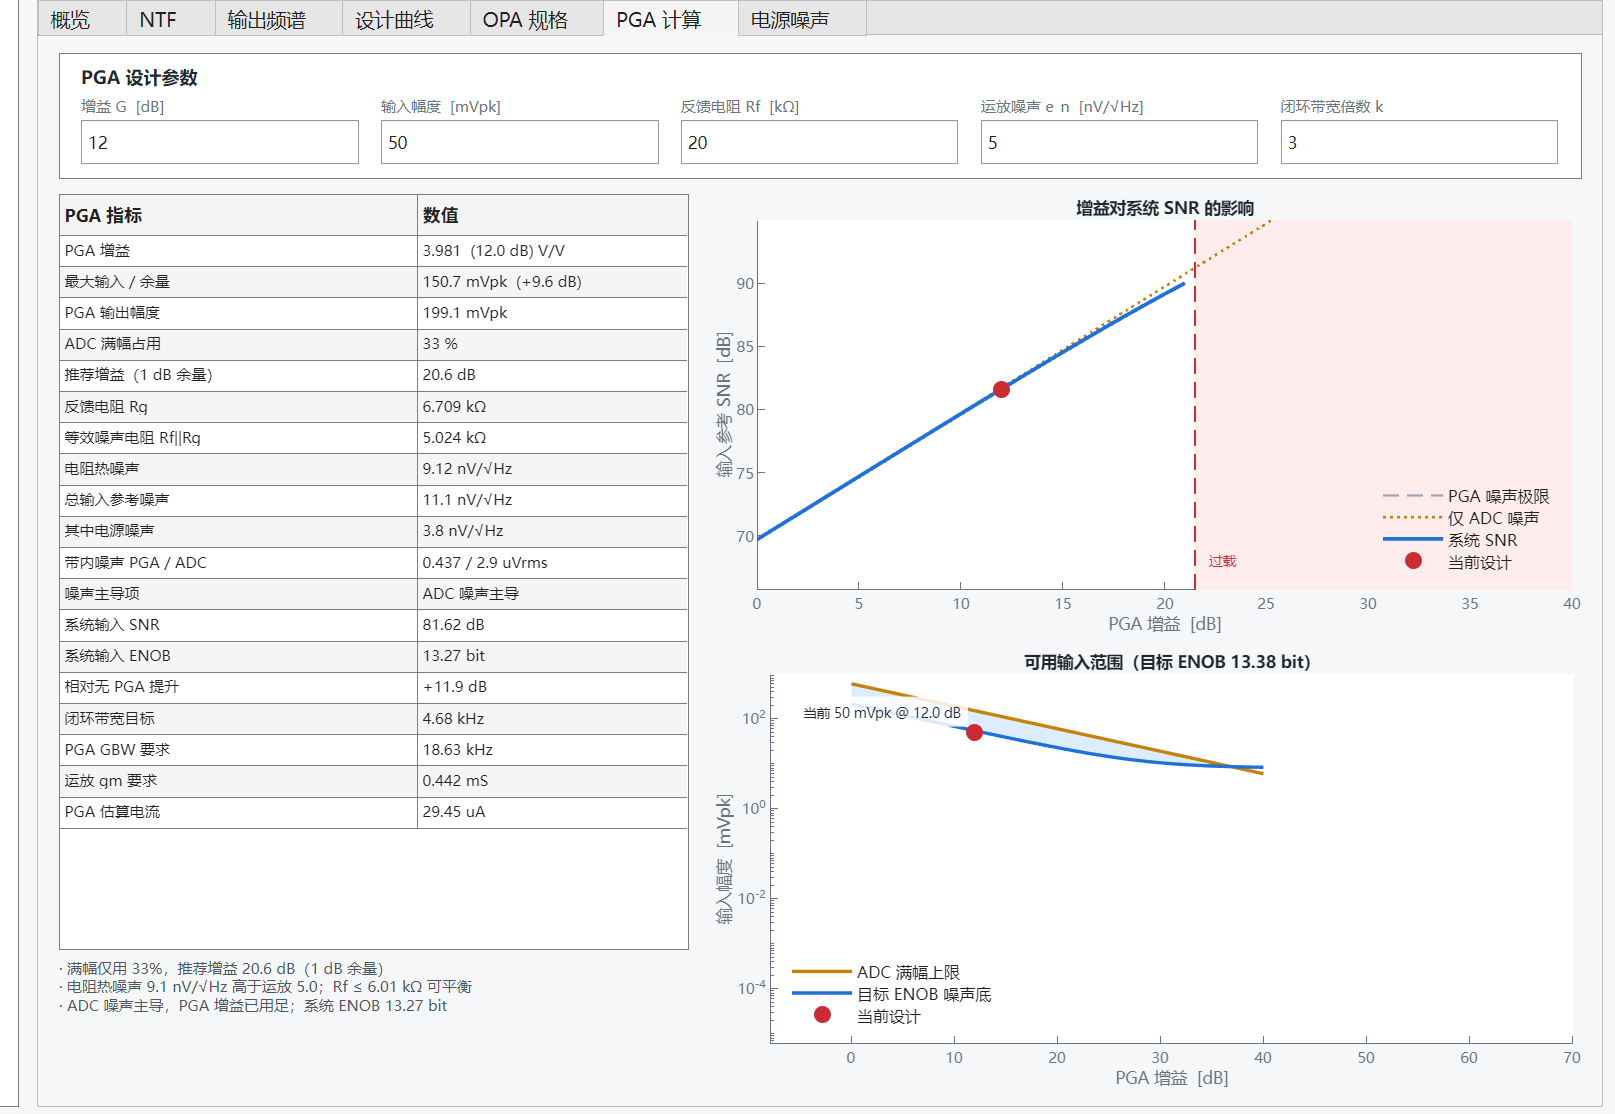 概览 NTF 输出频谱 设计曲线 OPA 规格 PGA 计算 电源噪声
PGA 设计参数
增益 G [dB] 输入幅度 [mVpk] 反馈电阻 Rf [kΩ] 运放噪声 e n [nV/√Hz] 闭环带宽倍数 k
12 50 20 5 3
PGA 指标 数值
PGA 增益 3.981 (12.0 dB) V/V
最大输入 / 余量 150.7 mVpk (+9.6 dB)
PGA 输出幅度 199.1 mVpk
ADC 满幅占用 33 %
推荐增益 (1 dB 余量) 20.6 dB
反馈电阻 Rg 6.709 kΩ
等效噪声电阻 Rf||Rg 5.024 kΩ
电阻热噪声 9.12 nV/√Hz
总输入参考噪声 11.1 nV/√Hz
其中电源噪声 3.8 nV/√Hz
带内噪声 PGA / ADC 0.437 / 2.9 uVrms
噪声主导项 ADC 噪声主导
系统输入 SNR 81.62 dB
系统输入 ENOB 13.27 bit
相对无 PGA 提升 +11.9 dB
闭环带宽目标 4.68 kHz
PGA GBW 要求 18.63 kHz
运放 gm 要求 0.442 mS
PGA 估算电流 29.45 uA
· 满幅仅用 33%，推荐增益 20.6 dB (1 dB 余量)
· 电阻热噪声 9.1 nV/√Hz 高于运放 5.0；Rf ≤ 6.01 kΩ 可平衡
· ADC 噪声主导，PGA 增益已用足；系统 ENOB 13.27 bit
增益对系统 SNR 的影响
输入参考 SNR [dB]
90
85
80
75
70
PGA 噪声极限
仅 ADC 噪声
系统 SNR
当前设计
过载
0 5 10 15 20 25 30 35 40
PGA 增益 [dB]
可用输入范围（目标 ENOB 13.38 bit）
输入幅度 [mVpk]
10^2
10^0
10^-2
10^-4
当前 50 mVpk @ 12.0 dB
ADC 满幅上限
目标 ENOB 噪声底
当前设计
0 10 20 30 40 50 60 70
PGA 增益 [dB]